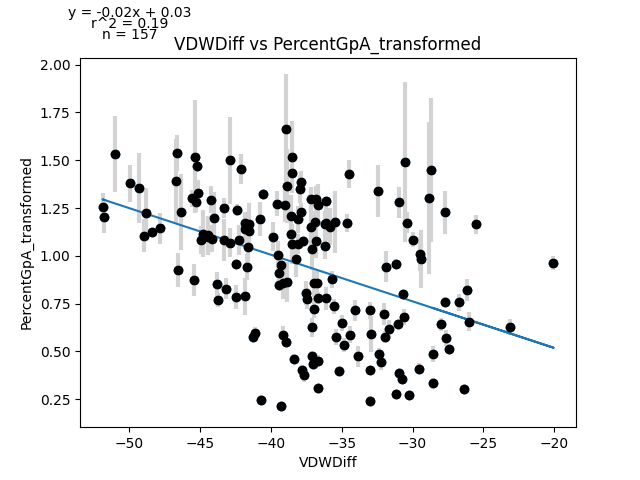 y = -0.02x + 0.03
r^2 = 0.19
n = 157
VDWDiff vs PercentGpA_transformed
2.00
1.75
1.50
1.25
1.00
0.75
0.50
0.25
PercentGpA_transformed
−50 −45 −40 −35 −30 −25 −20
VDWDiff